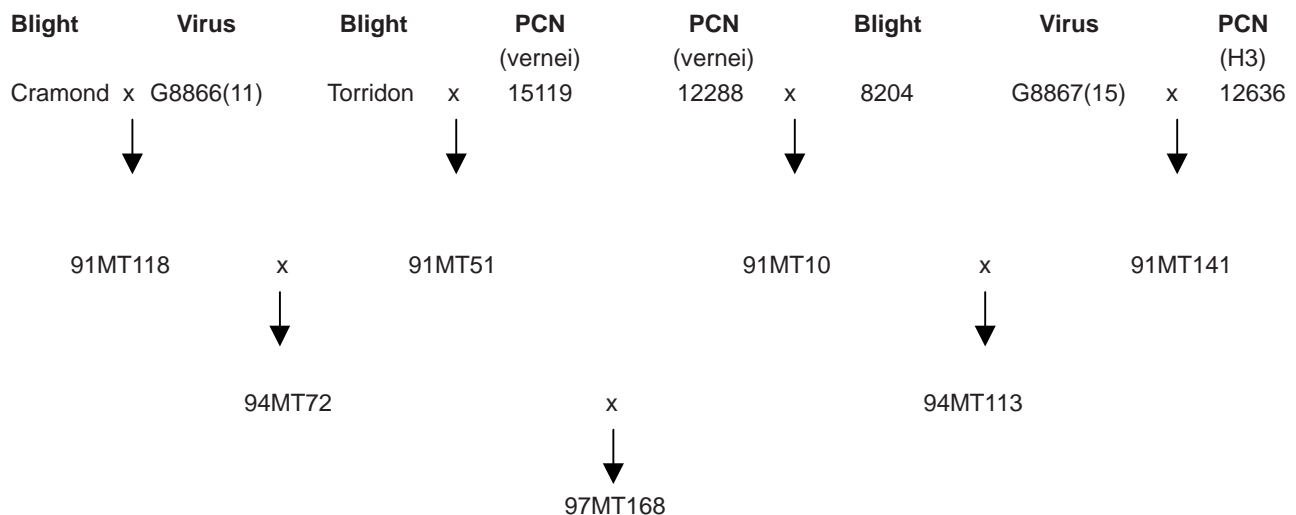 Blight Virus Blight PCN PCN Blight Virus PCN
(vernei) (vernei) (H3)
Cramond x G8866(11) Torridon x 15119 12288 x 8204 G8867(15) x 12636
91MT118 x 91MT51 91MT10 x 91MT141
94MT72 x 94MT113
97MT168